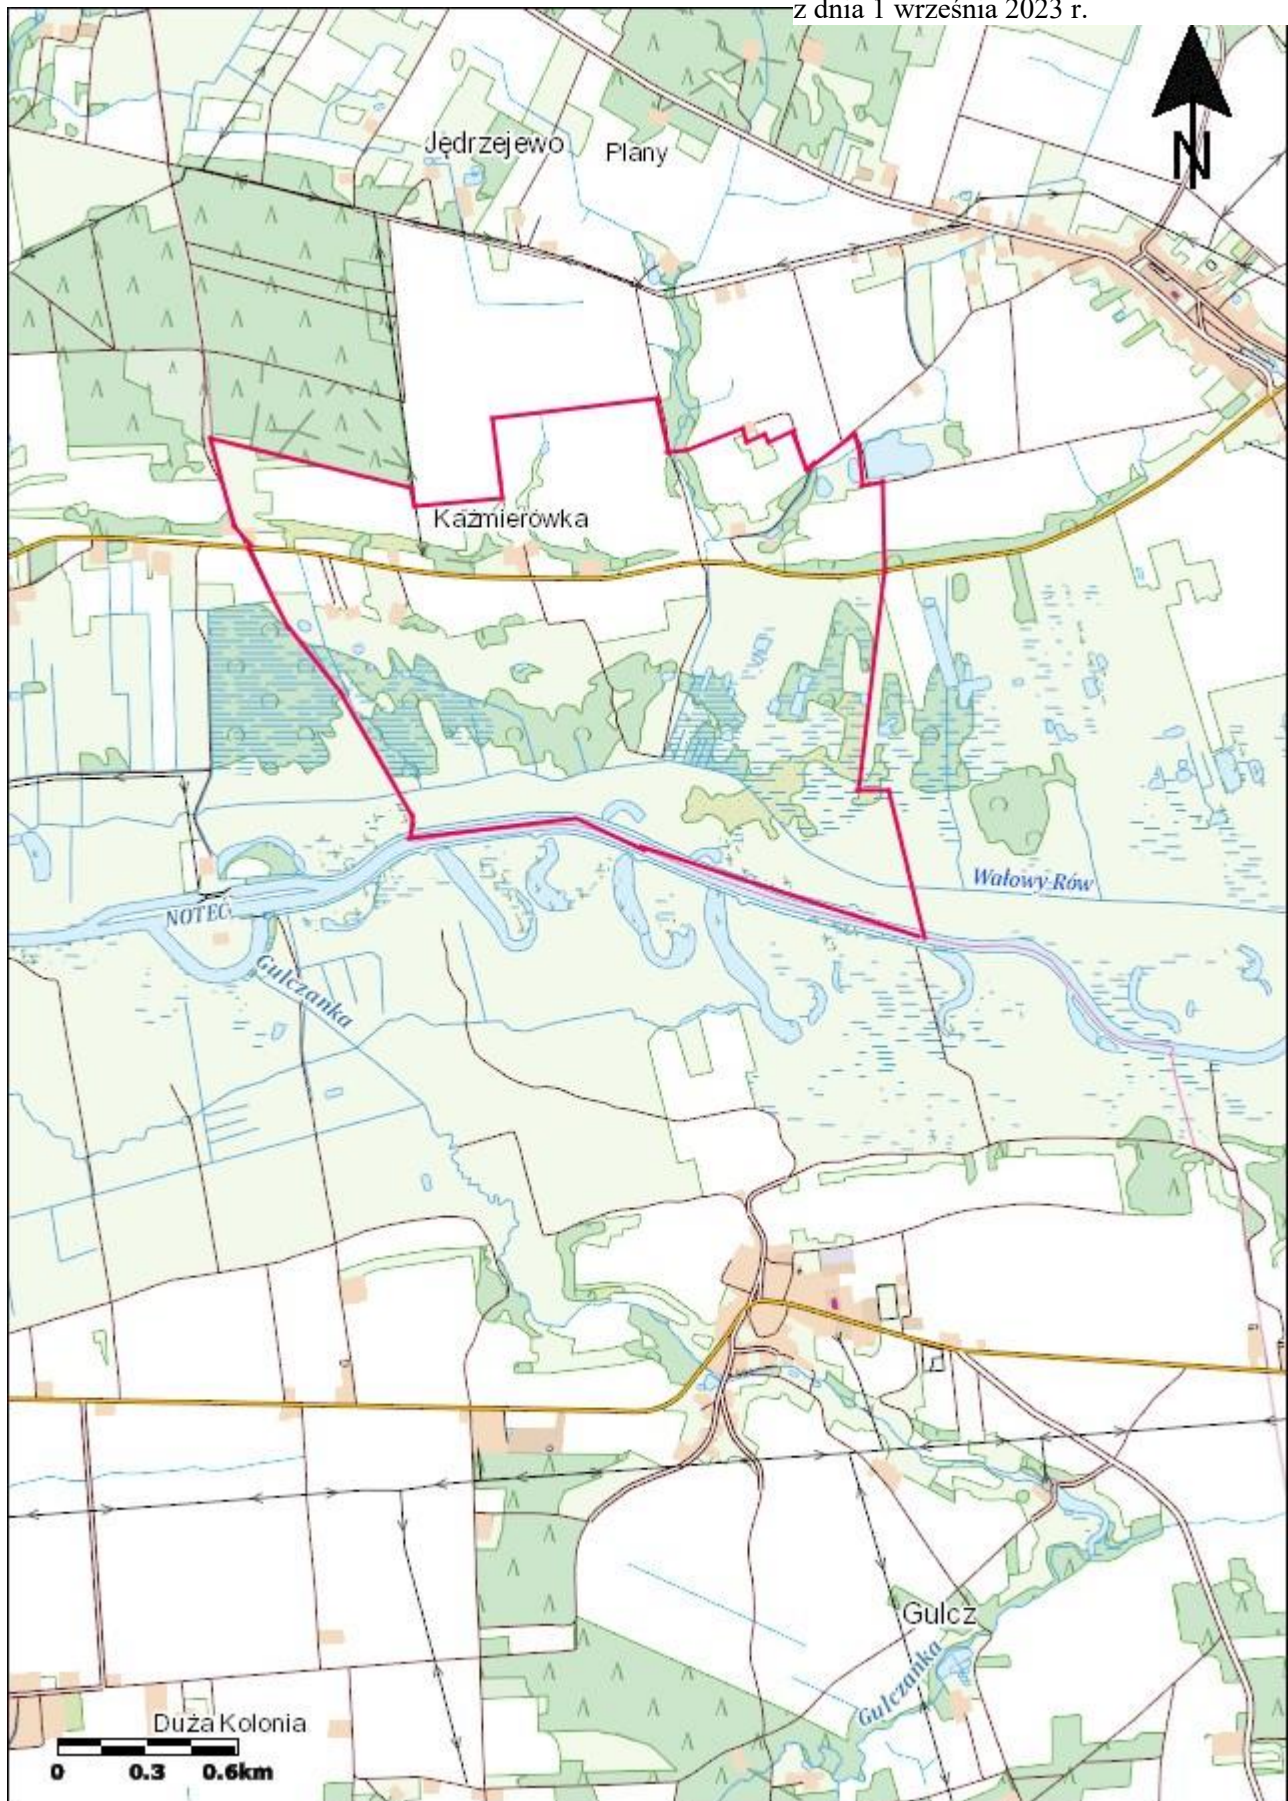 z dnia 1 września 2023 r.
N
Jędrzejewo
Plany
Kaźmierówka
Wałowy Rów
NOTEĆ
Gulczanka
Gulcz
Gulczanka
Duża Kolonia
0 0.3 0.6km